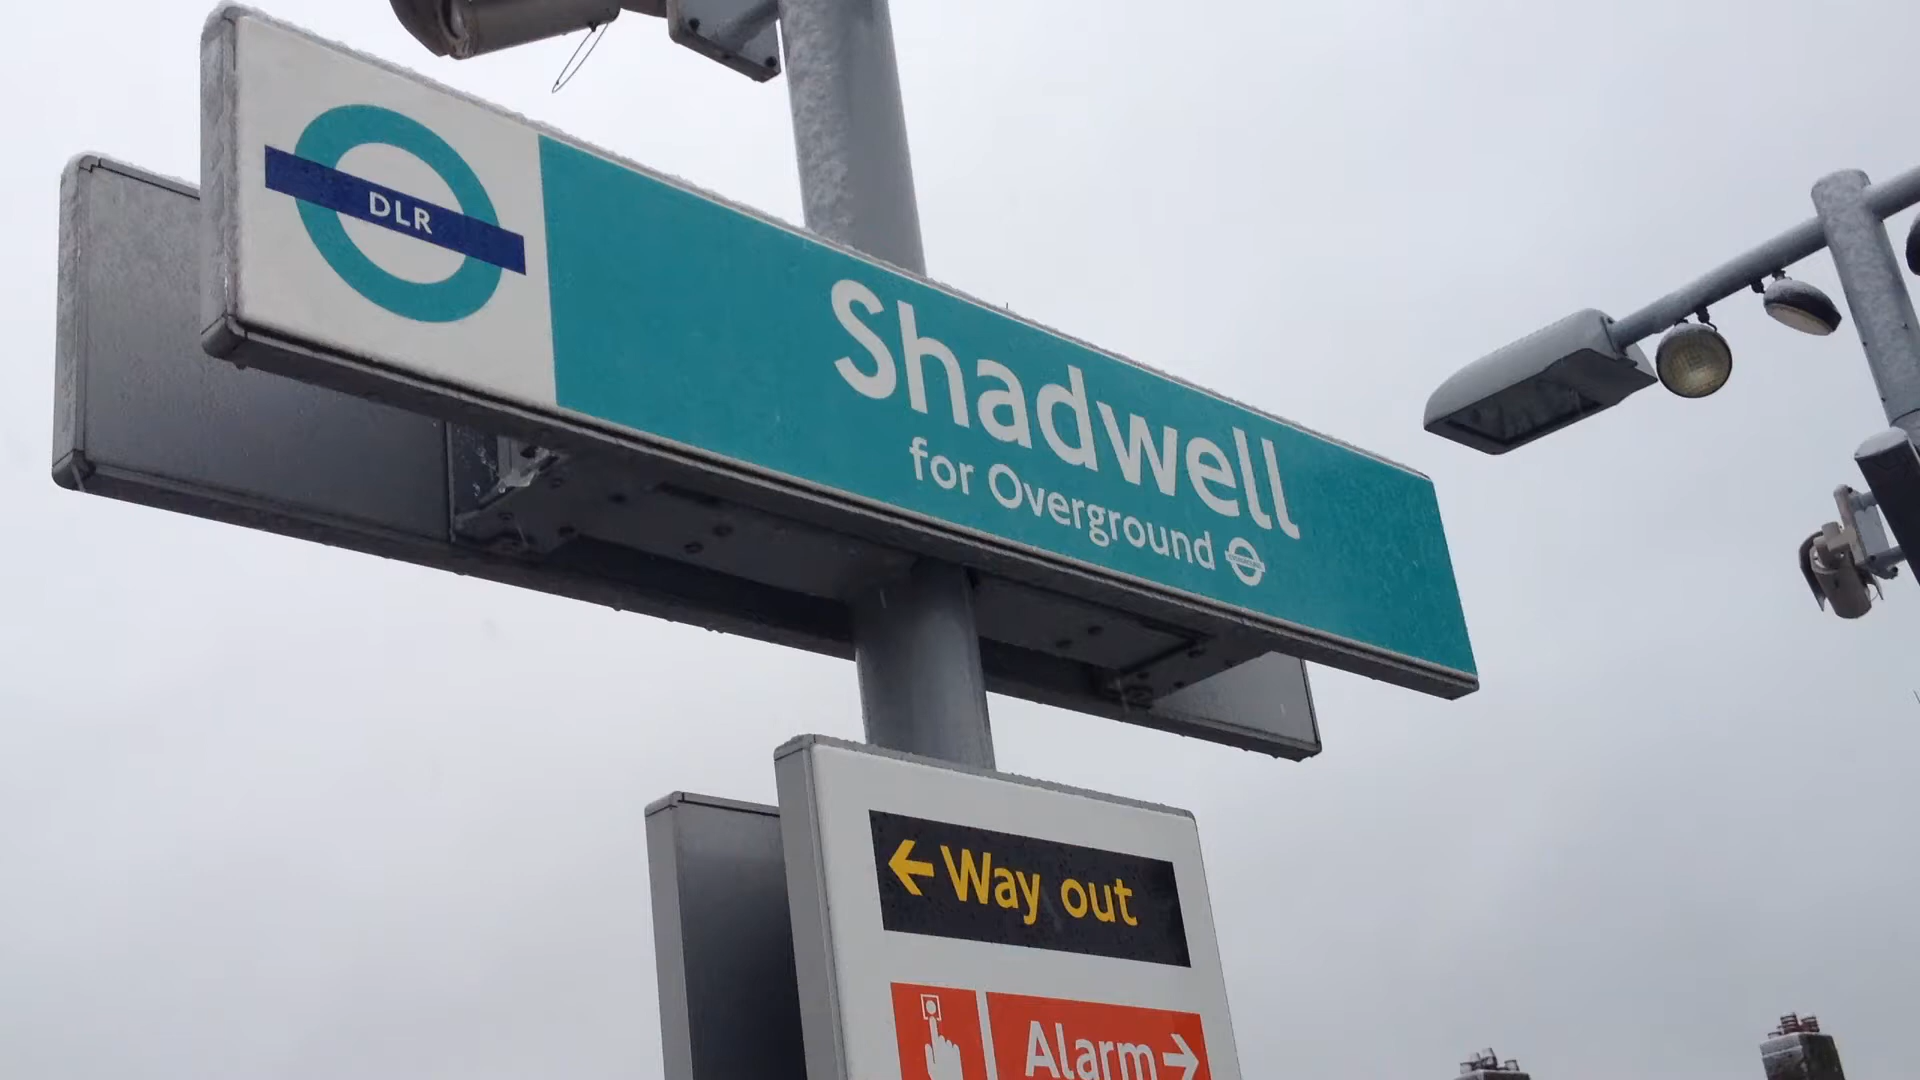 DLR
Shadwell
for Overground
← Way out
Alarm →